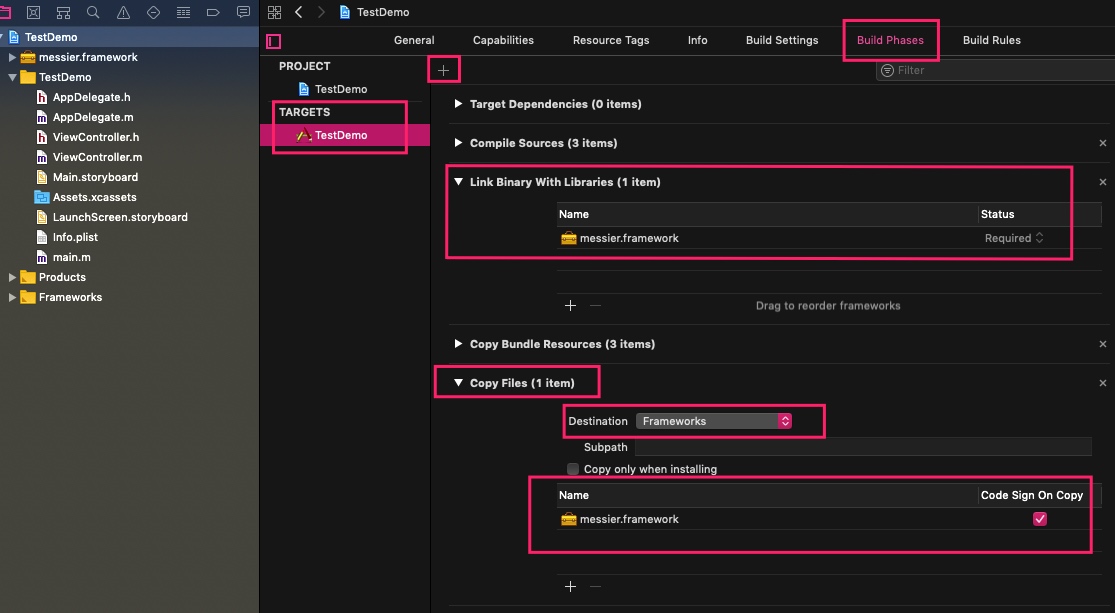 TestDemo
TestDemo
messier.framework
TestDemo
AppDelegate.h
AppDelegate.m
ViewController.h
ViewController.m
Main.storyboard
Assets.xcassets
LaunchScreen.storyboard
Info.plist
main.m
Products
Frameworks
General Capabilities Resource Tags Info Build Settings Build Phases Build Rules
PROJECT
TestDemo
TARGETS
TestDemo
Filter
Target Dependencies (0 items)
Compile Sources (3 items)
Link Binary With Libraries (1 item)
Name Status
messier.framework Required
Drag to reorder frameworks
Copy Bundle Resources (3 items)
Copy Files (1 item)
Destination Frameworks
Subpath
Copy only when installing
Name Code Sign On Copy
messier.framework